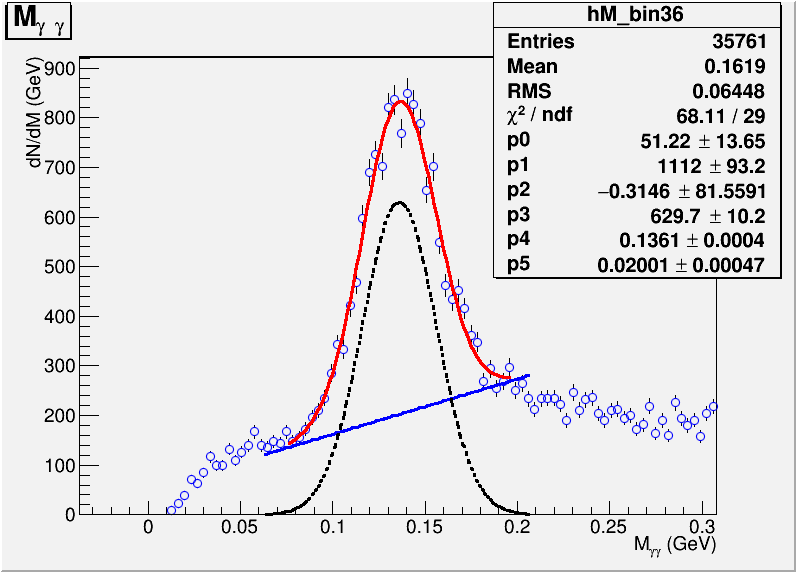 M_γ γ
hM_bin36
Entries 35761
Mean 0.1619
RMS 0.06448
χ² / ndf 68.11 / 29
p0 51.22 ± 13.65
p1 1112 ± 93.2
p2 −0.3146 ± 81.5591
p3 629.7 ± 10.2
p4 0.1361 ± 0.0004
p5 0.02001 ± 0.00047
dN/dM (GeV)
900
800
700
600
500
400
300
200
100
0
0 0.05 0.1 0.15 0.2 0.25 0.3
M_γγ (GeV)